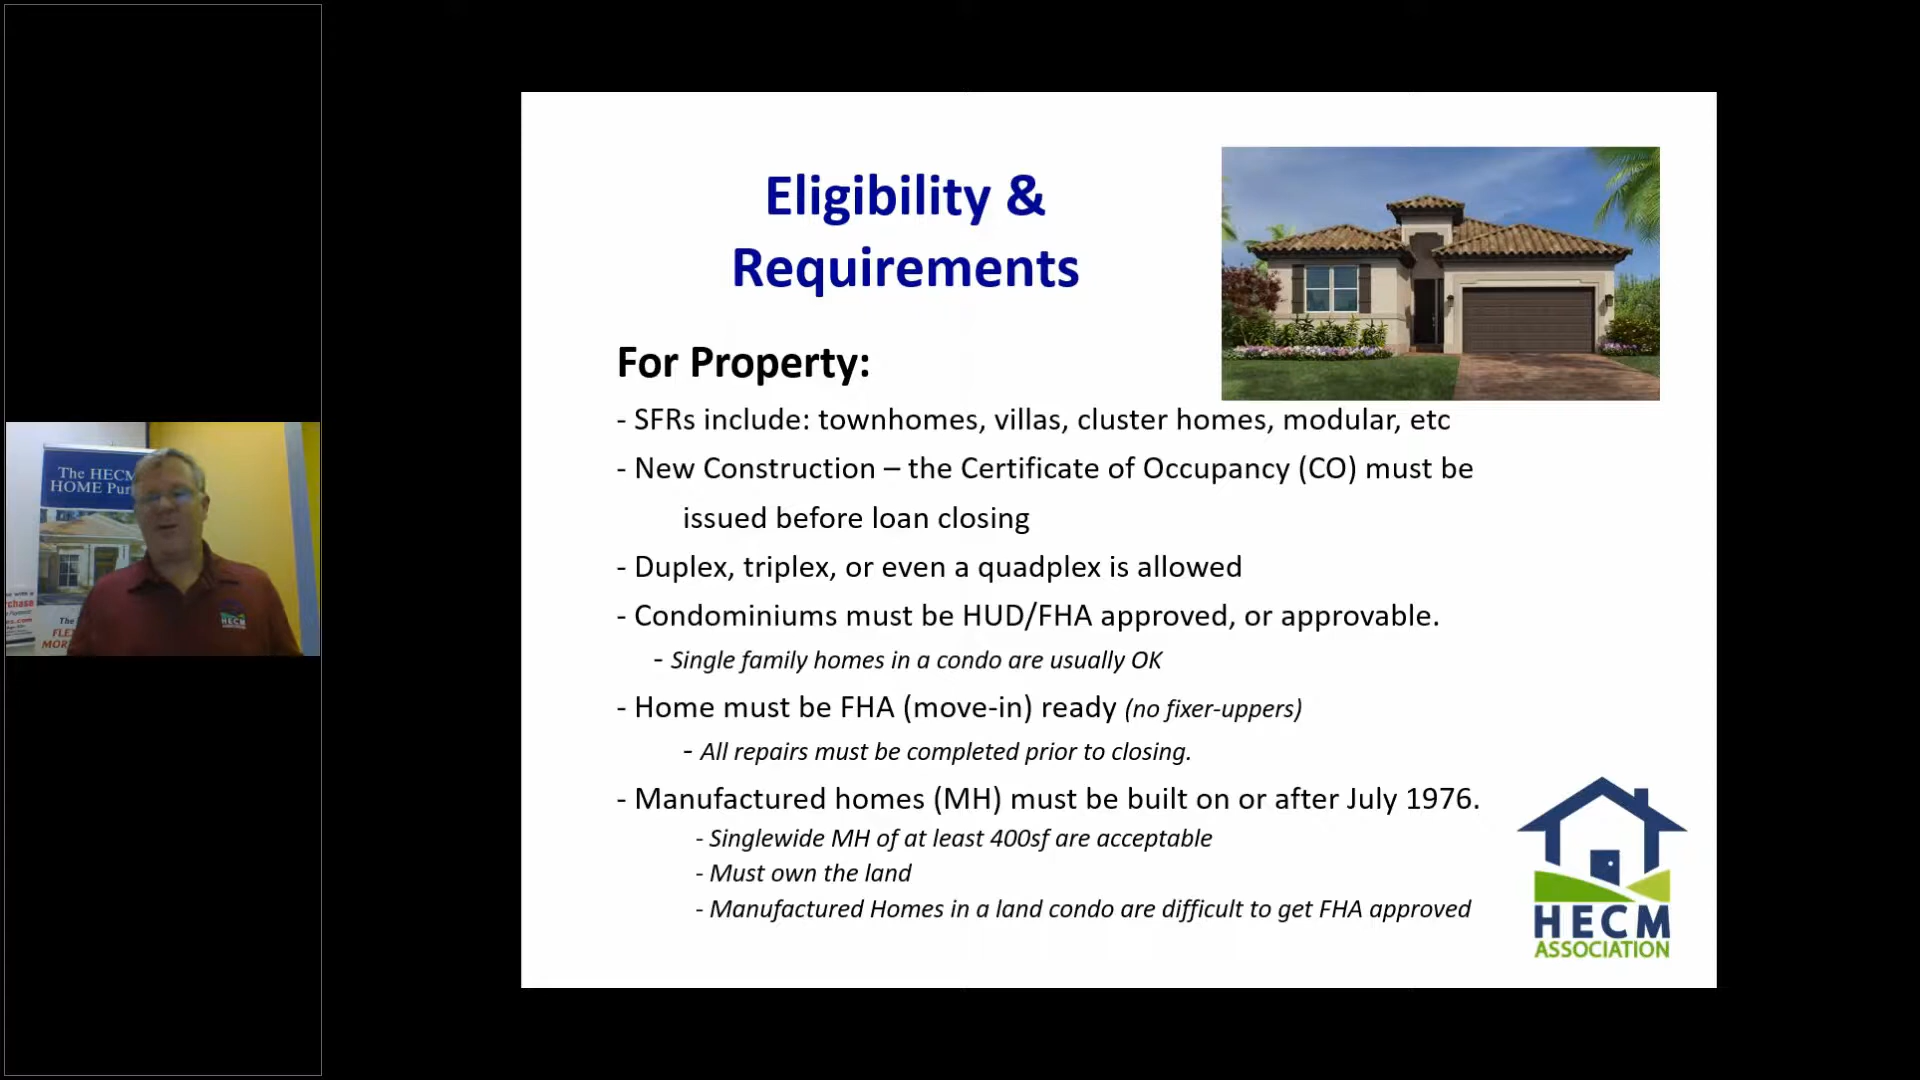 Eligibility &
Requirements
For Property:
- SFRs include: townhomes, villas, cluster homes, modular, etc
- New Construction – the Certificate of Occupancy (CO) must be
issued before loan closing
- Duplex, triplex, or even a quadplex is allowed
- Condominiums must be HUD/FHA approved, or approvable.
- Single family homes in a condo are usually OK
- Home must be FHA (move-in) ready (no fixer-uppers)
- All repairs must be completed prior to closing.
- Manufactured homes (MH) must be built on or after July 1976.
- Singlewide MH of at least 400sf are acceptable
- Must own the land
- Manufactured Homes in a land condo are difficult to get FHA approved
HECM
ASSOCIATION
The HECM
HOME Pur
The
FLE
MOR
HECM